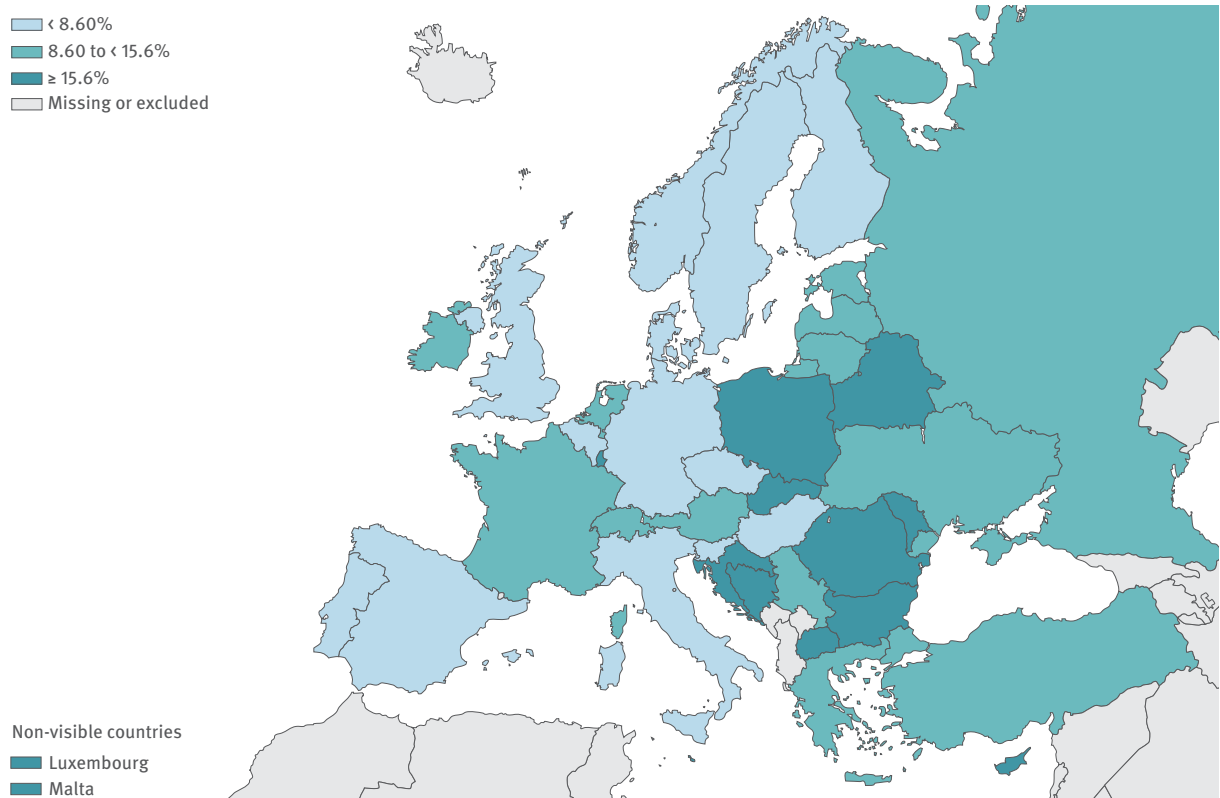 < 8.60%
8.60 to < 15.6%
≥ 15.6%
Missing or excluded
Non-visible countries
Luxembourg
Malta